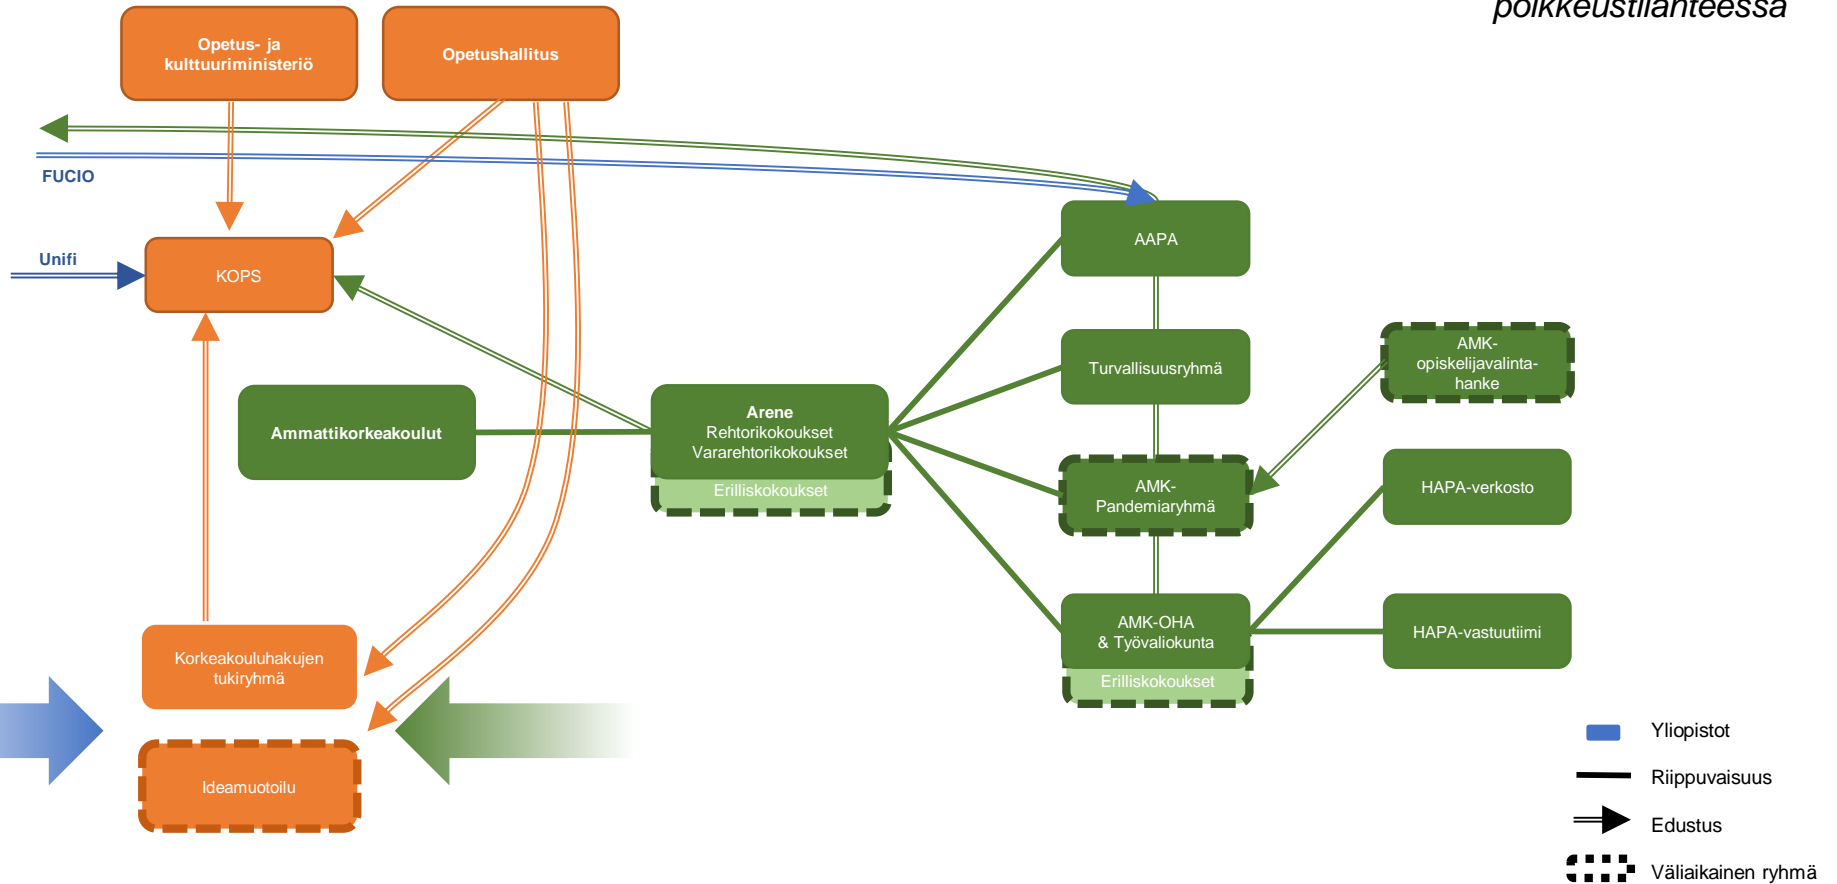 poikkeustilanteessa
Opetus- ja
kulttuuriministeriö
Opetushallitus
FUCIO
Unifi
KOPS
AAPA
Turvallisuusryhmä
AMK-
opiskelijavalinta-
hanke
Ammattikorkeakoulut
Arene
Rehtorikokoukset
Vararehtorikokoukset
Erilliskokoukset
AMK-
Pandemiaryhmä
HAPA-verkosto
AMK-OHA
& Työvaliokunta
Erilliskokoukset
HAPA-vastuutiimi
Korkeakouluhakujen
tukiryhmä
Ideamuotoilu
Yliopistot
Riippuvaisuus
Edustus
Väliaikainen ryhmä